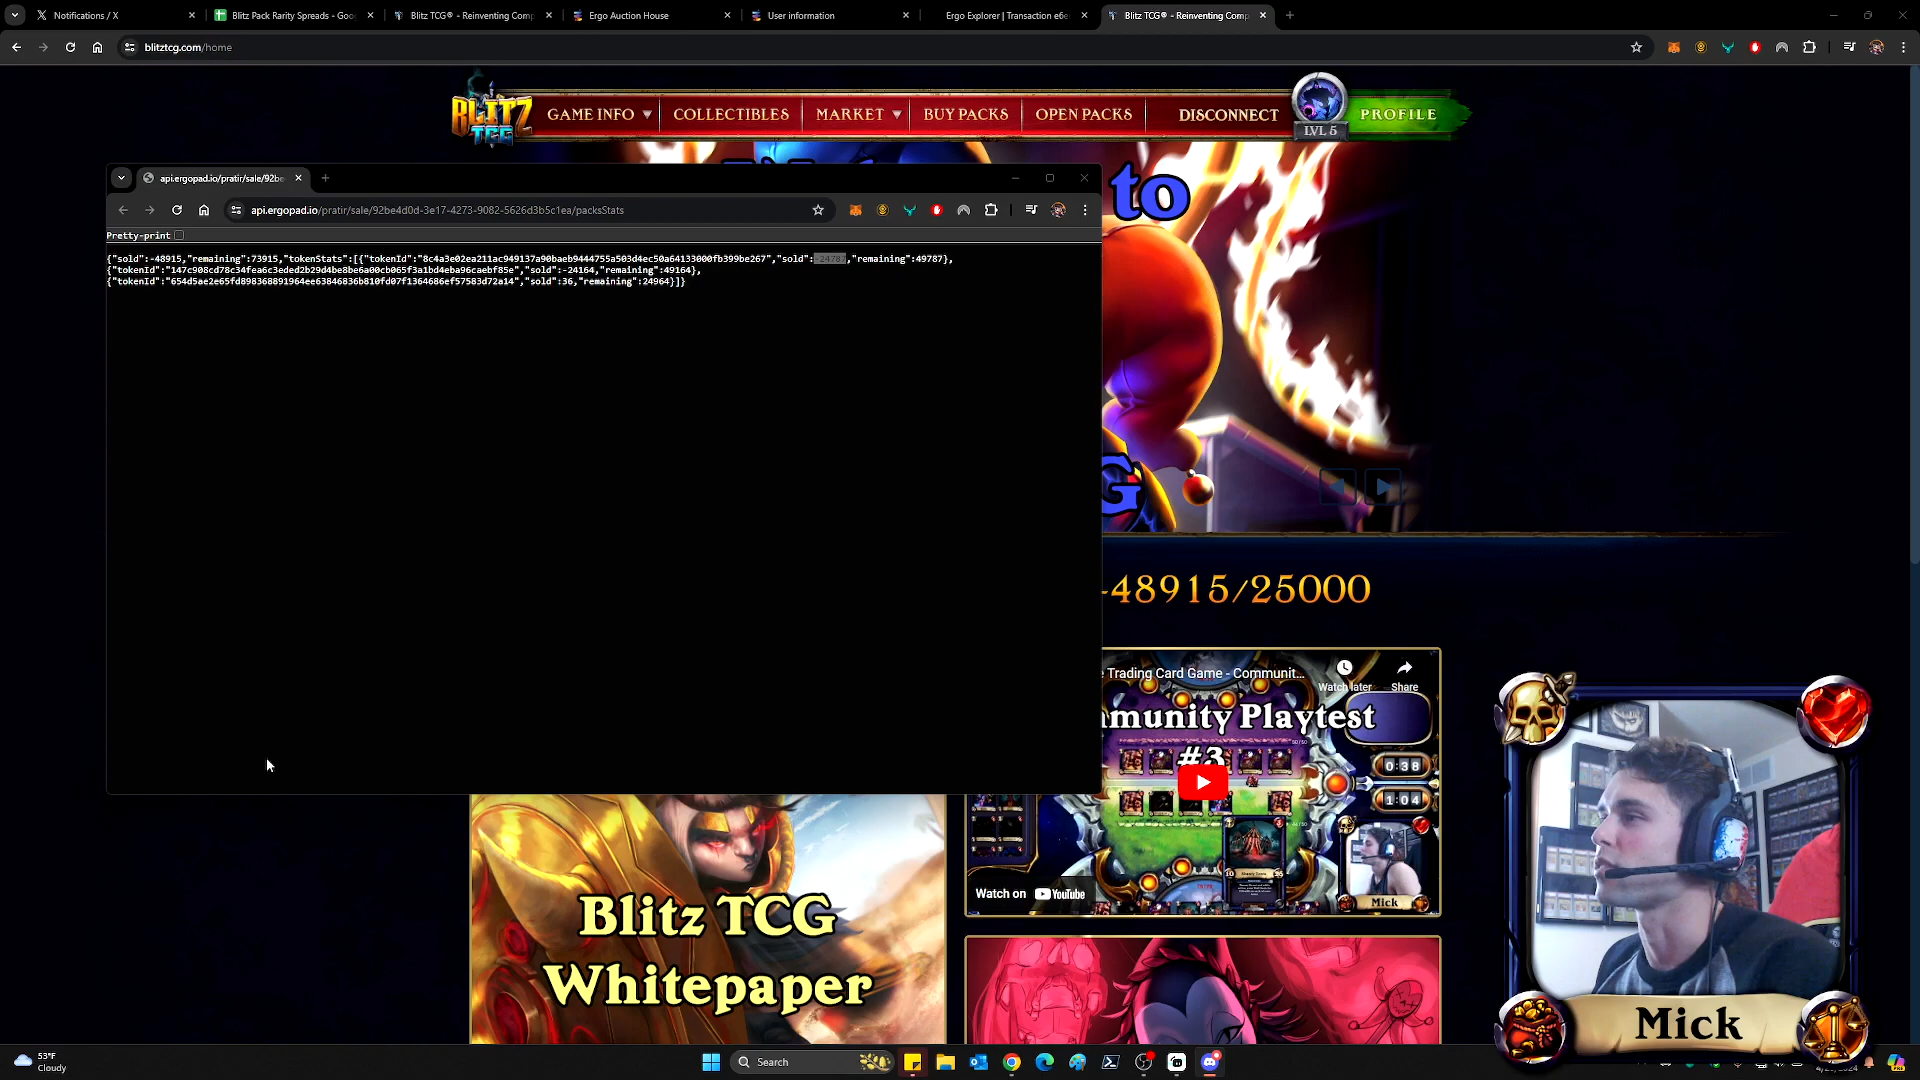 Notifications / X
Blitz Pack Rarity Spreads - Goo
Blitz TCG® - Reinventing Comp
Ergo Auction House
User information
Ergo Explorer | Transaction e6e
Blitz TCG® - Reinventing Comp
blitztcg.com/home
BLITZ
TCG
GAME INFO
COLLECTIBLES
MARKET
BUY PACKS
OPEN PACKS
DISCONNECT
LVL 5
PROFILE
to
api.ergopad.io/pratir/sale/92be
api.ergopad.io/pratir/sale/92be4d0d-3e17-4273-9082-5626d3b5c1ea/packsStats
Pretty-print
{"sold":-48915,"remaining":73915,"tokenStats":[{"tokenId":"8c4a3e02ea211ac949137a90baeb9444755a503d4ec50a64133000fb399be267","sold":-24787,"remaining":49787},
{"tokenId":"147c908cd78c34fea6c3eded2b29d4be8be6a00cb065f3a1bd4eba96caebf85e","sold":-24164,"remaining":49164},
{"tokenId":"654d5ae2e65fd898368891964ee63846836b810fd07f1364686ef57583d72a14","sold":36,"remaining":24964}]}
G
-48915/25000
e Trading Card Game - Communit...
Watch later
Share
mmunity Playtest
#3
0:38
1:04
Watch on
YouTube
Mick
Blitz TCG
Whitepaper
Mick
53°F
Cloudy
Search